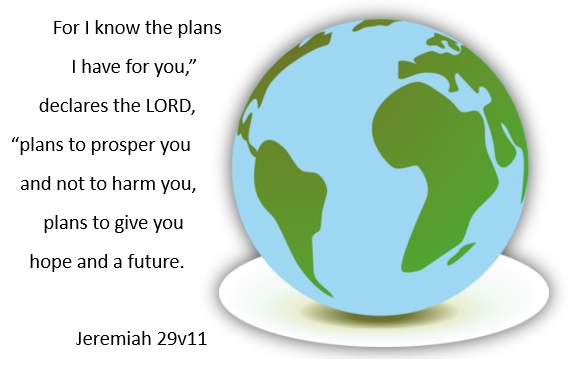 For I know the plans
I have for you,”
declares the LORD,
“plans to prosper you
and not to harm you,
plans to give you
hope and a future.
Jeremiah 29v11